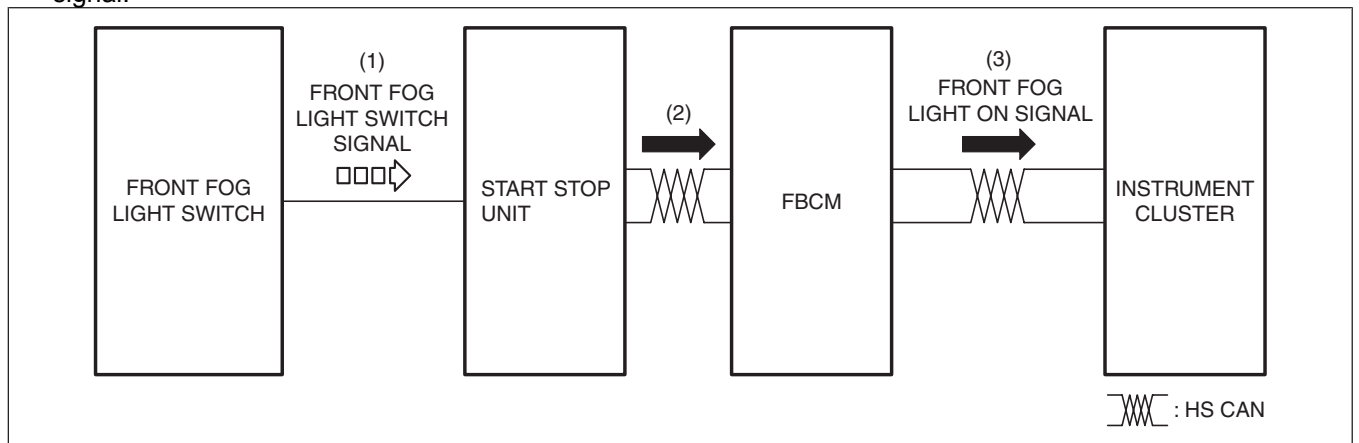 signal.
(1)
FRONT FOG
LIGHT SWITCH
SIGNAL
(2)
(3)
FRONT FOG
LIGHT ON SIGNAL
FRONT FOG
LIGHT SWITCH
START STOP
UNIT
FBCM
INSTRUMENT
CLUSTER
: HS CAN